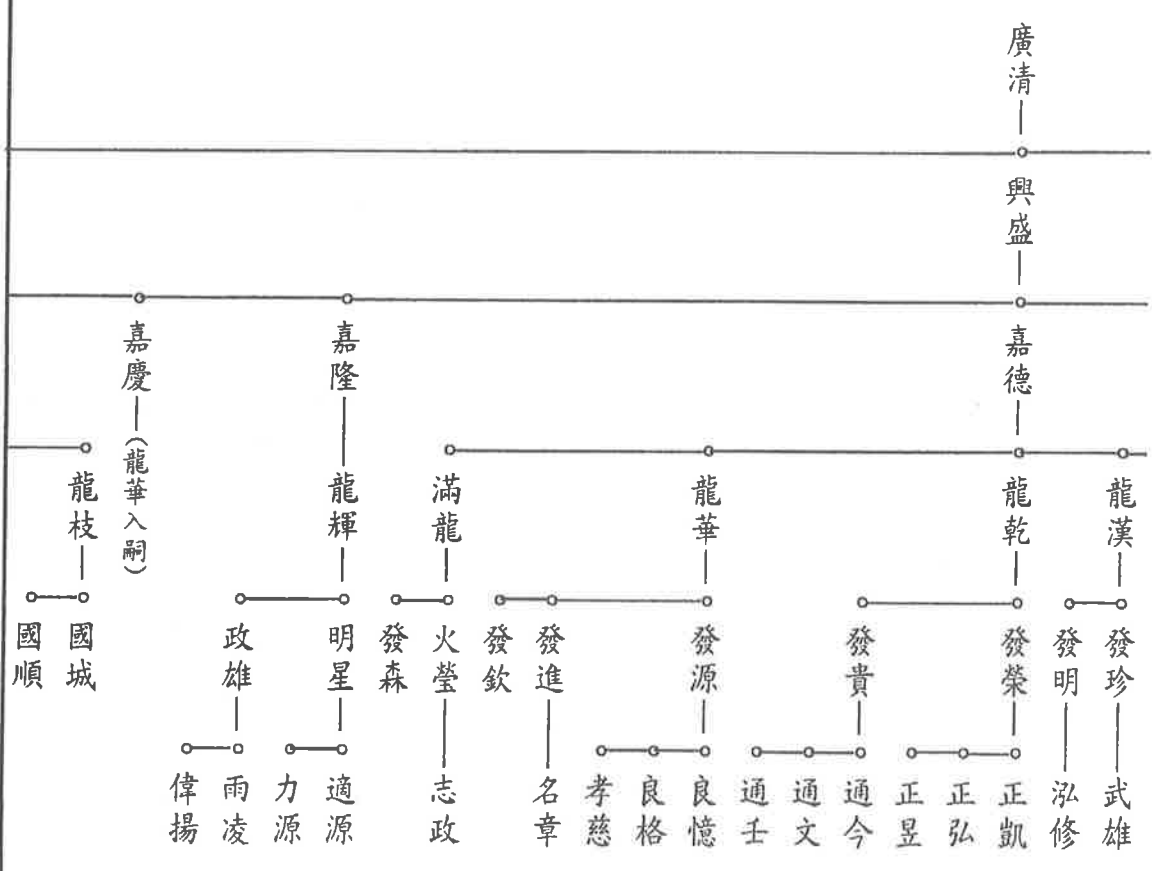 廣清
興盛
嘉德
嘉隆
嘉慶
(龍華入嗣)
龍漢
龍乾
龍華
滿龍
龍輝
龍枝
發珍
發明
發榮
發貴
發源
發進
發欽
火瑩
發森
明星
政雄
國城
國順
武雄
泓修
正凱
正弘
正昱
通今
通文
通壬
良憶
良格
孝慈
名章
志政
適源
力源
雨凌
偉揚